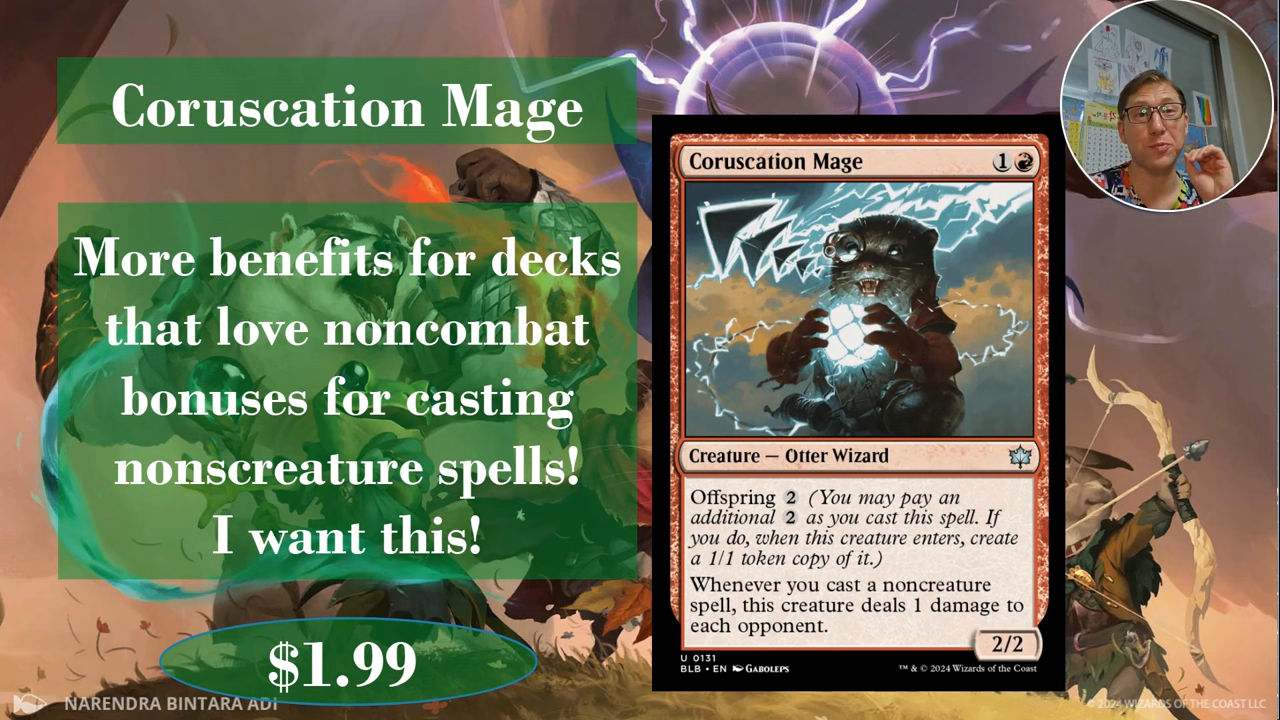 Coruscation Mage
More benefits for decks
that love noncombat
bonuses for casting
nonscreature spells!
I want this!
$1.99
NARENDRA BINTARA ADI
Coruscation Mage 1
Creature — Otter Wizard
Offspring 2 (You may pay an
additional 2 as you cast this spell. If
you do, when this creature enters, create
a 1/1 token copy of it.)
Whenever you cast a noncreature
spell, this creature deals 1 damage to
each opponent.
2/2
U 0131
BLB • EN GABOLEPS
™ & © 2024 Wizards of the Coast
© 2024 WIZARDS OF THE COAST LLC